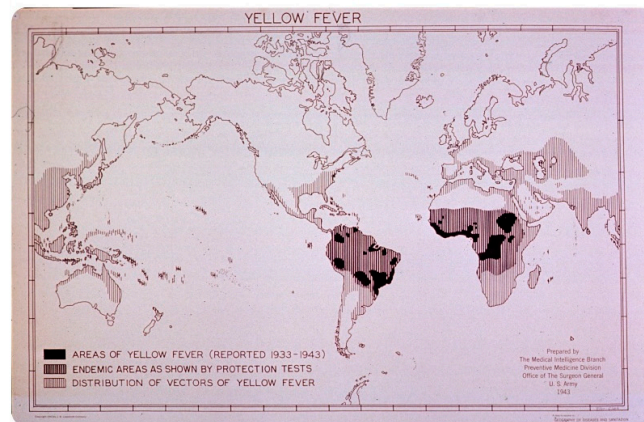 YELLOW FEVER
AREAS OF YELLOW FEVER (REPORTED 1933-1943)
ENDEMIC AREAS AS SHOWN BY PROTECTION TESTS
DISTRIBUTION OF VECTORS OF YELLOW FEVER
Prepared by
The Medical Intelligence Branch
Preventive Medicine Division
Office of The Surgeon General
U. S. Army
1943